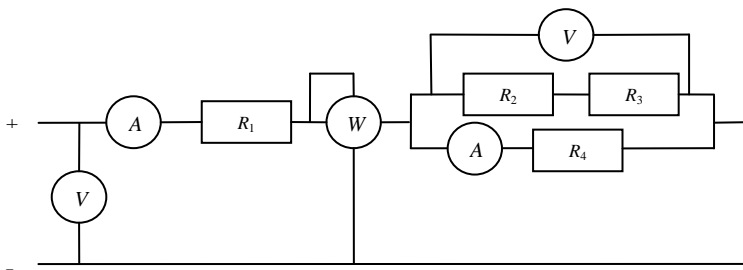 V
R2 R3
+ A R1 W
A R4
V
-